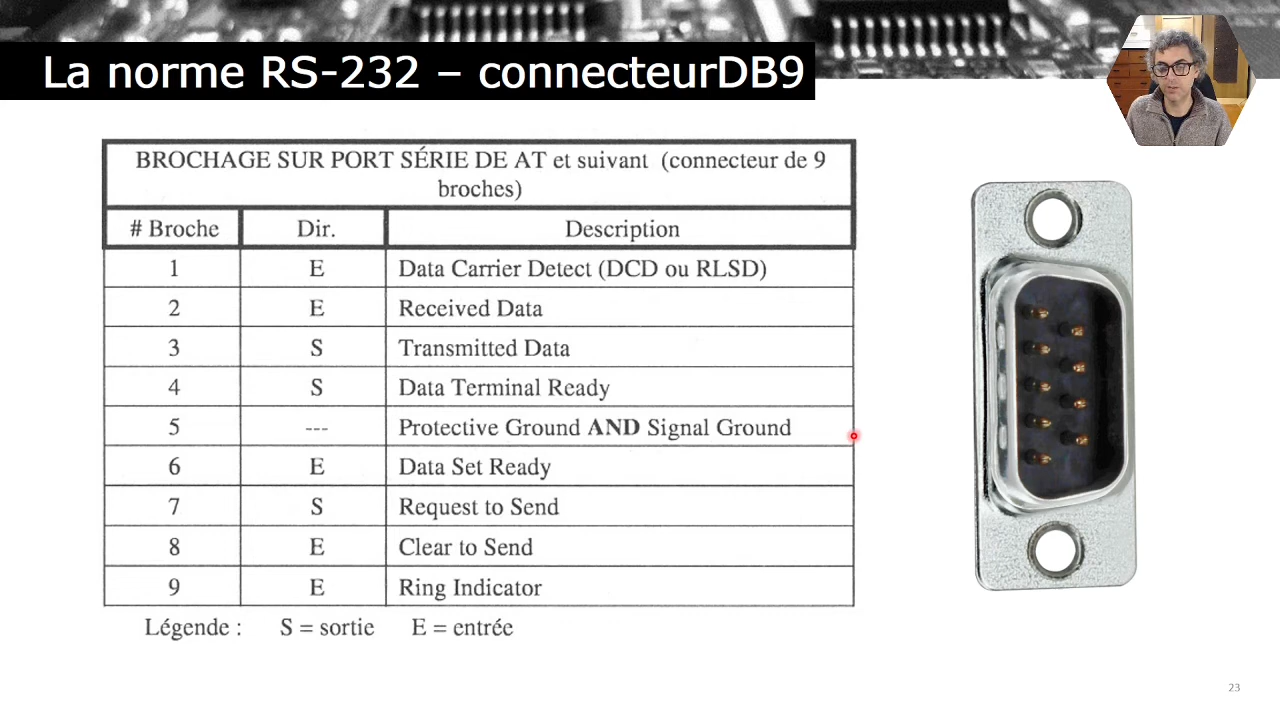 La norme RS-232 – connecteurDB9
BROCHAGE SUR PORT SÉRIE DE AT et suivant (connecteur de 9
broches)
# Broche Dir. Description
1 E Data Carrier Detect (DCD ou RLSD)
2 E Received Data
3 S Transmitted Data
4 S Data Terminal Ready
5 --- Protective Ground AND Signal Ground
6 E Data Set Ready
7 S Request to Send
8 E Clear to Send
9 E Ring Indicator
Légende : S = sortie E = entrée
23